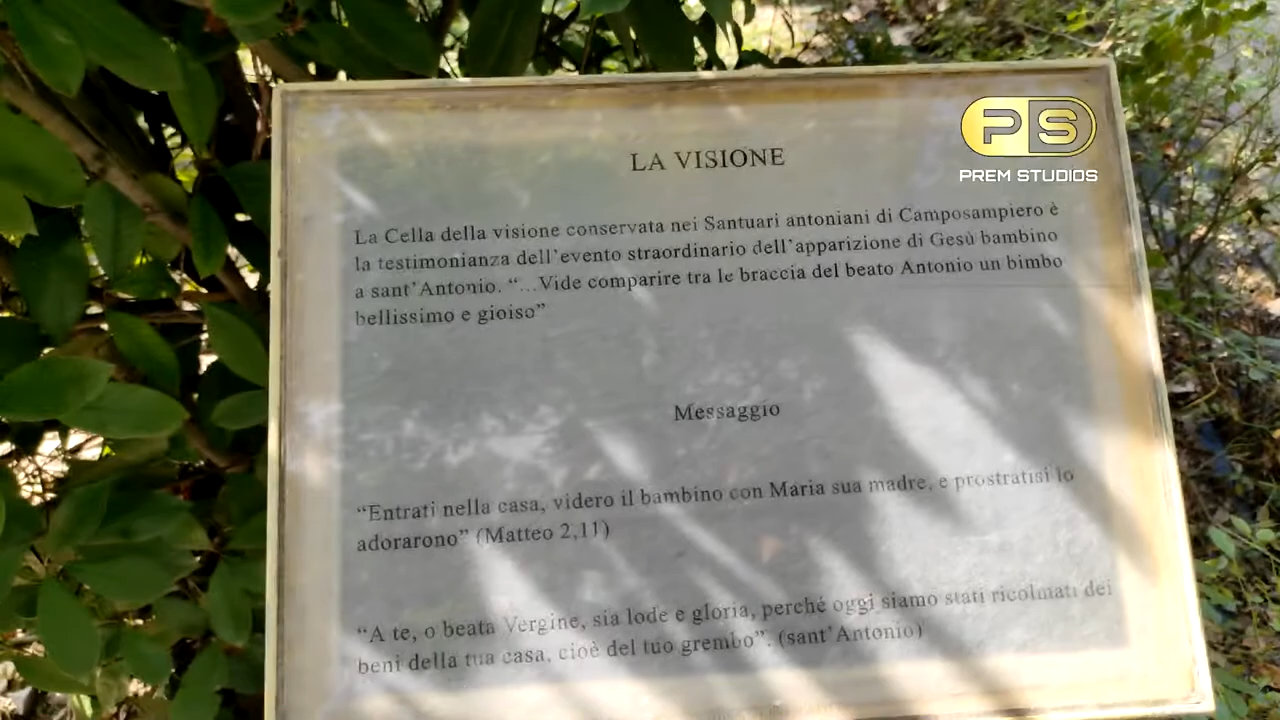 PS
PREM STUDIOS
LA VISIONE
La Cella della visione conservata nei Santuari antoniani di Camposampiero è
la testimonianza dell'evento straordinario dell'apparizione di Gesù bambino
a sant'Antonio. “...Vide comparire tra le braccia del beato Antonio un bimbo
bellissimo e gioiso”
Messaggio
“Entrati nella casa, videro il bambino con Maria sua madre, e prostratisi lo
adorarono” (Matteo 2,11)
“A te, o beata Vergine, sia lode e gloria, perché oggi siamo stati ricolmati dei
beni della tua casa, cioè del tuo grembo”. (sant'Antonio)